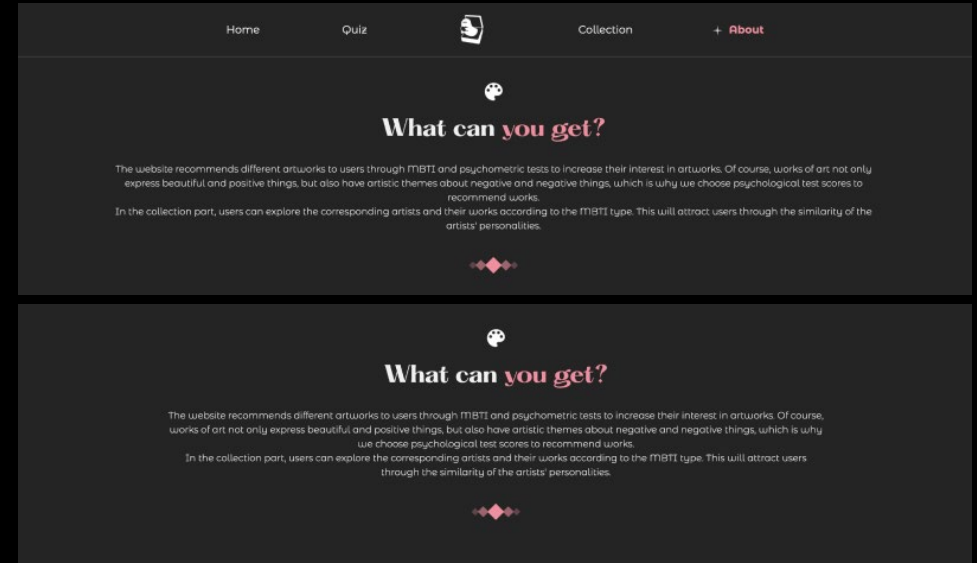 Home
Quiz
Collection
About
What can you get?
The website recommends different artworks to users through MBTI and psychometric tests to increase their interest in artworks. Of course, works of art not only
express beautiful and positive things, but also have artistic themes about negative and negative things, which is why we choose psychological test scores to
recommend works.
In the collection part, users can explore the corresponding artists and their works according to the MBTI type. This will attract users through the similarity of the
artists' personalities.
What can you get?
The website recommends different artworks to users through MBTI and psychometric tests to increase their interest in artworks. Of course,
works of art not only express beautiful and positive things, but also have artistic themes about negative and negative things, which is why
we choose psychological test scores to recommend works.
In the collection part, users can explore the corresponding artists and their works according to the MBTI type. This will attract users
through the similarity of the artists' personalities.